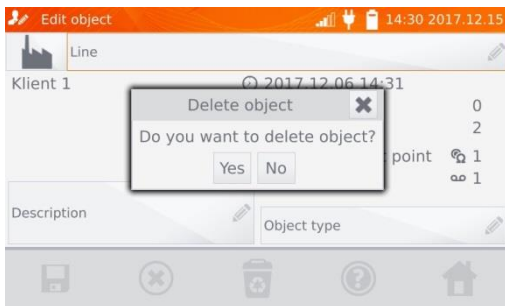 Edit object
14:30 2017.12.15
Line
Klient 1
2017.12.06 14:31
Delete object
0
Do you want to delete object?
2
point
1
Yes No
1
Description
Object type